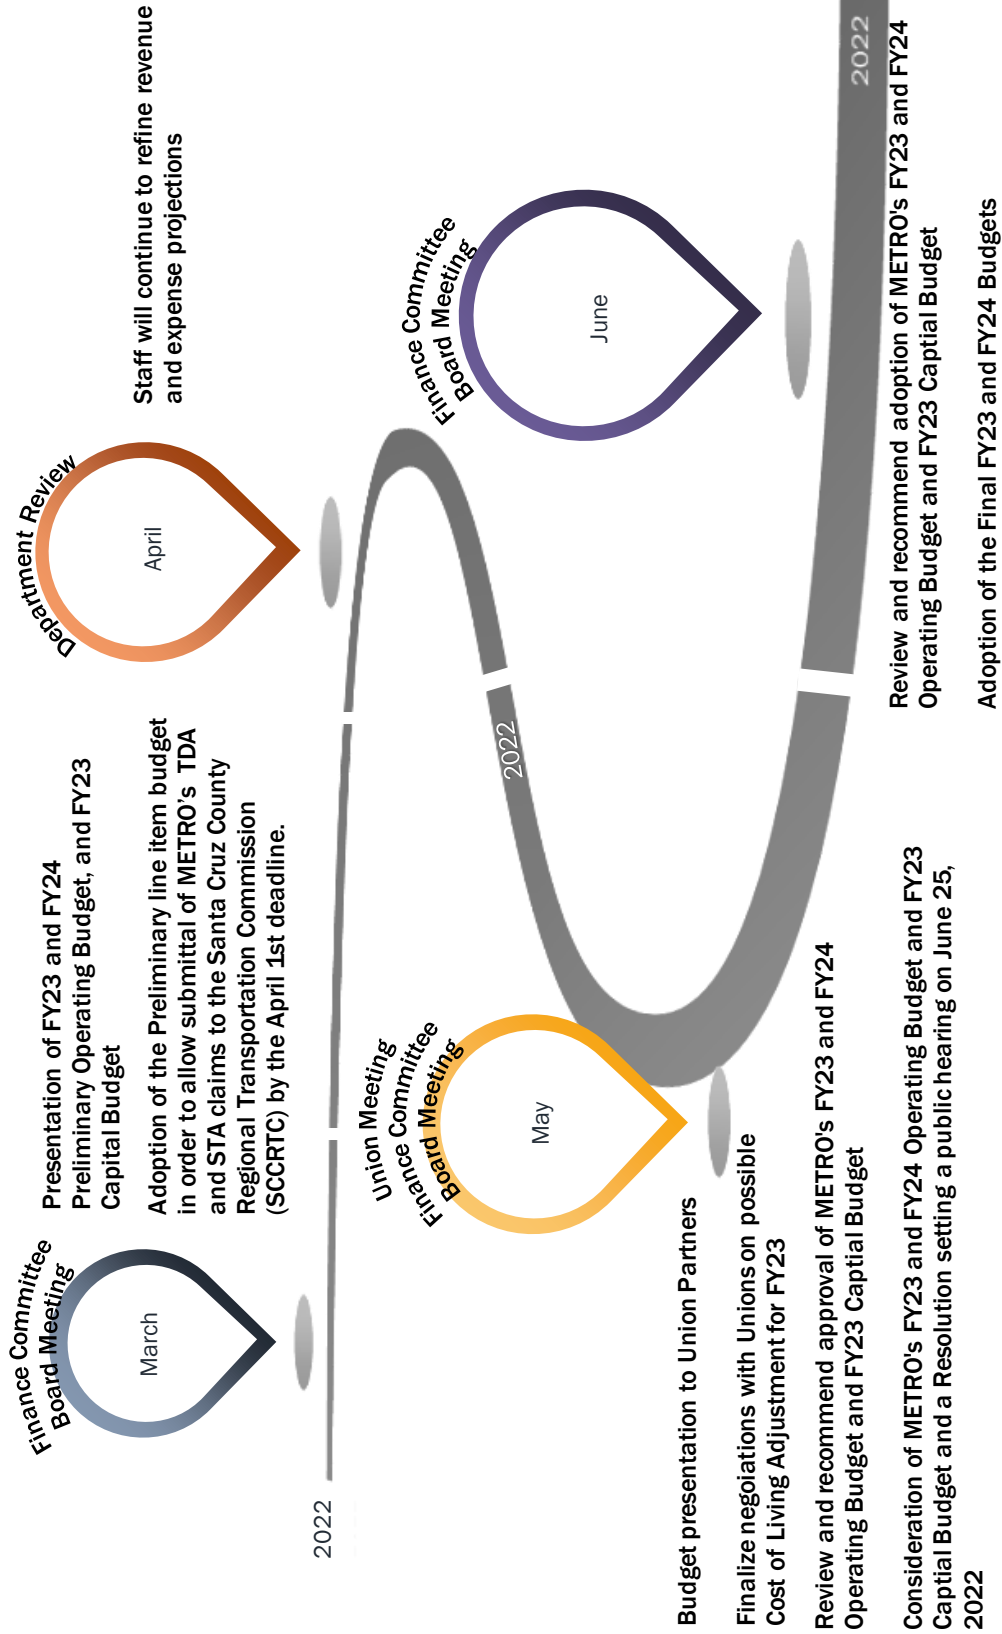 Finance Committee
Board Meeting
March
Presentation of FY23 and FY24
Preliminary Operating Budget, and FY23
Capital Budget
Adoption of the Preliminary line item budget
in order to allow submittal of METRO's TDA
and STA claims to the Santa Cruz County
Regional Transportation Commission
(SCCRTC) by the April 1st deadline.
Department Review
April
Staff will continue to refine revenue
and expense projections
2022
Union Meeting
Finance Committee
Board Meeting
May
2022
Finance Committee
Board Meeting
June
2022
Budget presentation to Union Partners
Finalize negoiations with Unions on possible
Cost of Living Adjustment for FY23
Review and recommend approval of METRO's FY23 and FY24
Operating Budget and FY23 Captial Budget
Consideration of METRO's FY23 and FY24 Operating Budget and FY23
Captial Budget and a Resolution setting a public hearing on June 25,
2022
Review and recommend adoption of METRO's FY23 and FY24
Operating Budget and FY23 Captial Budget
Adoption of the Final FY23 and FY24 Budgets